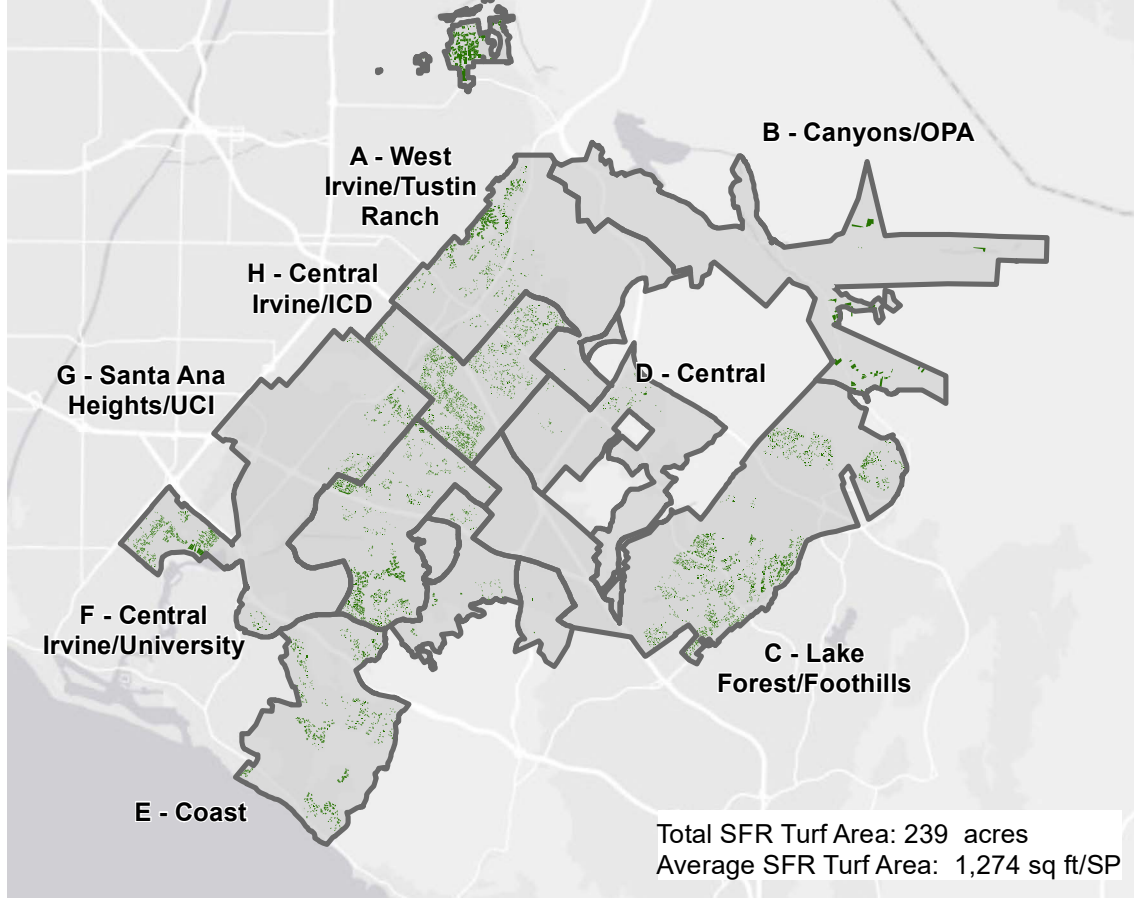 B - Canyons/OPA
A - West
Irvine/Tustin
Ranch
H - Central
Irvine/ICD
D - Central
G - Santa Ana
Heights/UCI
F - Central
Irvine/University
C - Lake
Forest/Foothills
E - Coast
Total SFR Turf Area: 239  acres
Average SFR Turf Area:  1,274 sq ft/SP